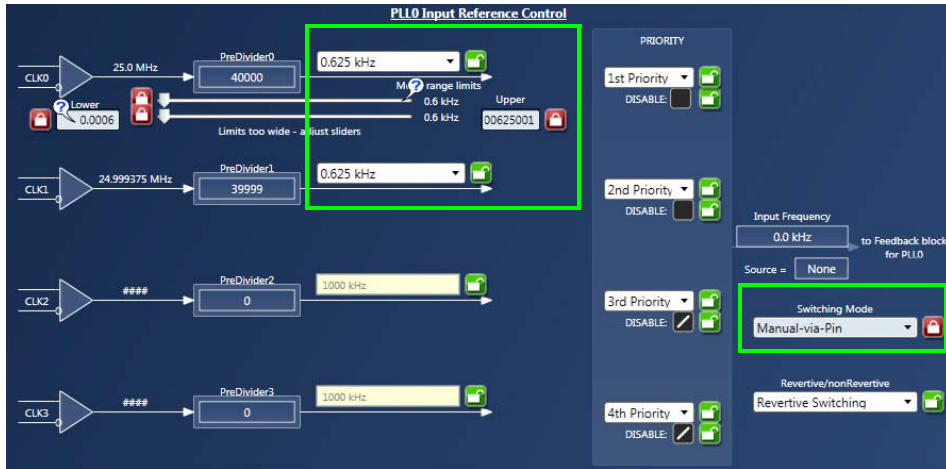 PLL0 Input Reference Control
PRIORITY
CLK0
25.0 MHz
PreDivider0
40000
0.625 kHz
1st Priority
DISABLE:
range limits
Lower
0.0006
0.6 kHz
0.6 kHz
Upper
00625001
Limits too wide - adjust sliders
CLK1
24.999375 MHz
PreDivider1
39999
0.625 kHz
2nd Priority
DISABLE:
Input Frequency
0.0 kHz
to Feedback block
for PLL0
Source =
None
CLK2
####
PreDivider2
0
1000 kHz
3rd Priority
DISABLE:
Switching Mode
Manual-via-Pin
Revertive/nonRevertive
Revertive Switching
CLK3
####
PreDivider3
0
1000 kHz
4th Priority
DISABLE: